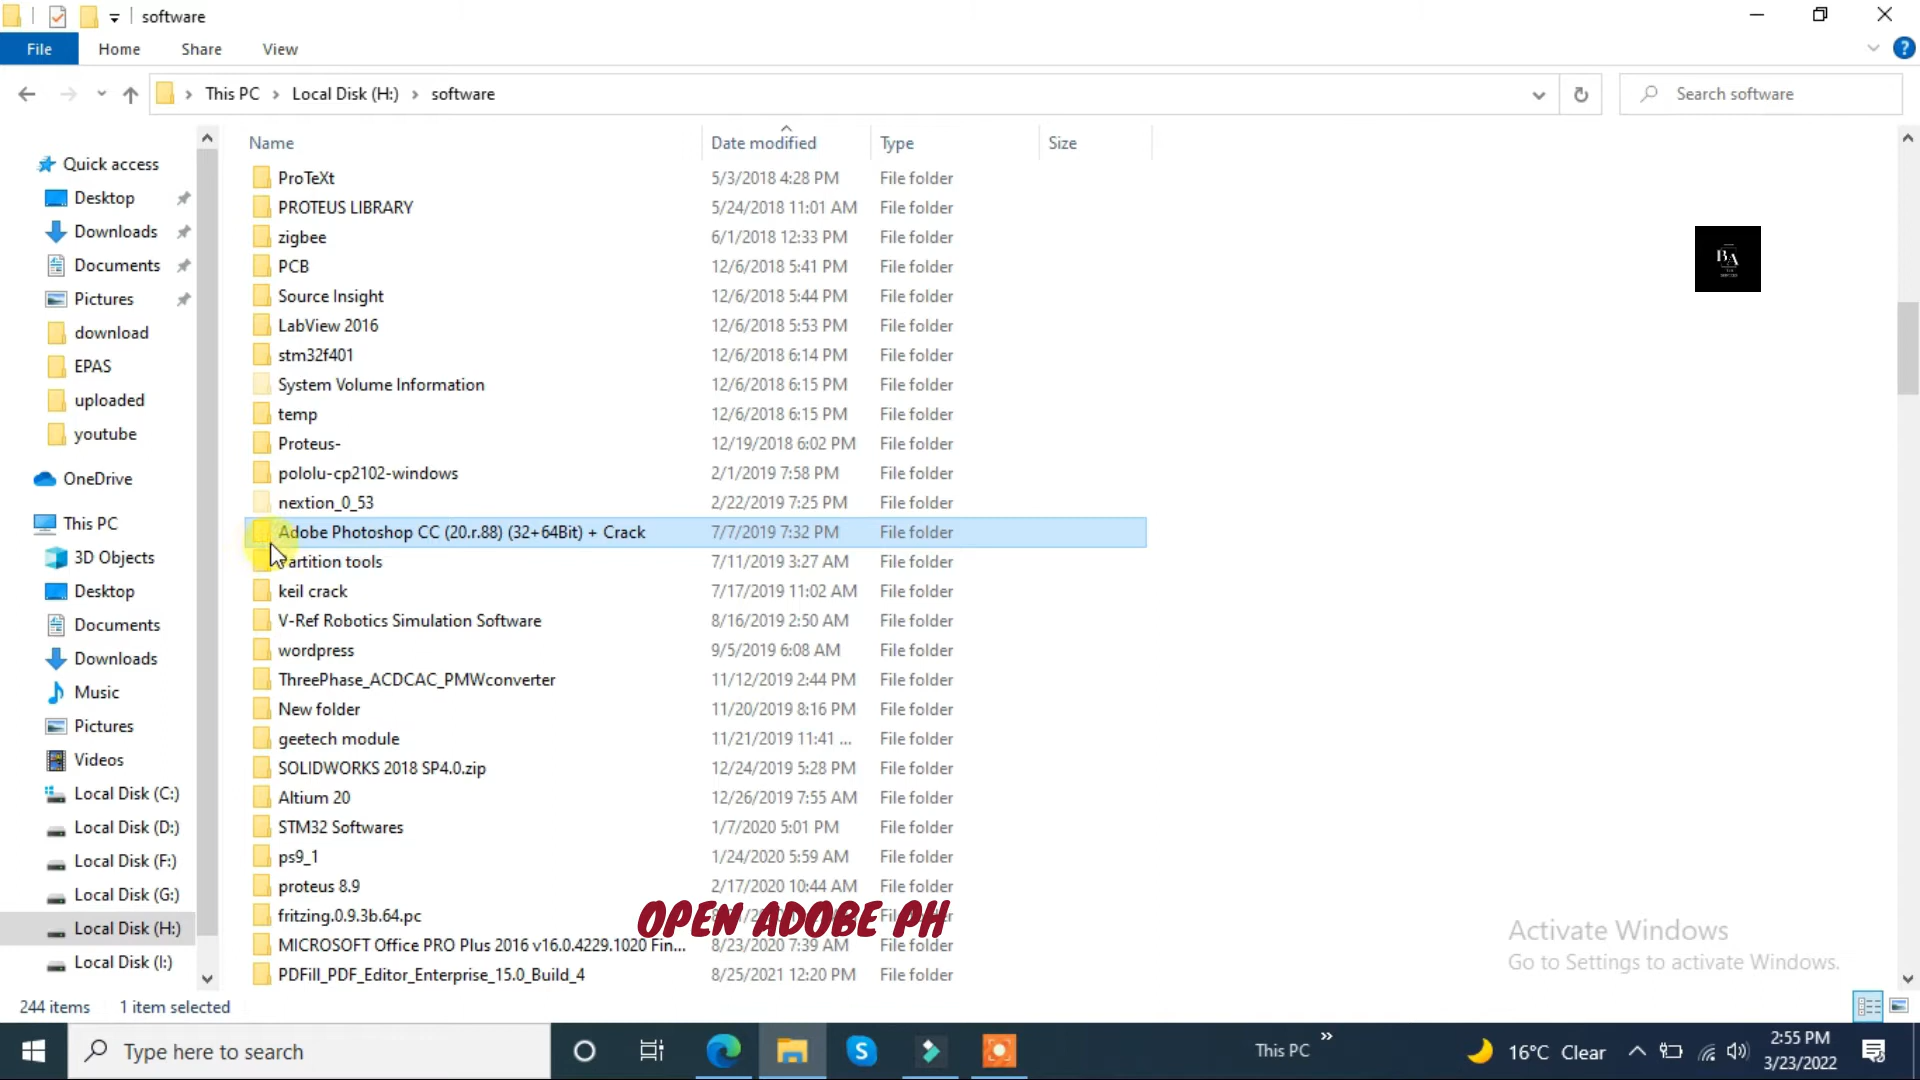 software
File Home Share View
This PC Local Disk (H:) software
Search software
Name Date modified Type Size
Quick access
Desktop
Downloads
Documents
Pictures
download
EPAS
uploaded
youtube
OneDrive
This PC
3D Objects
Desktop
Documents
Downloads
Music
Pictures
Videos
Local Disk (C:)
Local Disk (D:)
Local Disk (F:)
Local Disk (G:)
Local Disk (H:)
Local Disk (I:)
ProTeXt 5/3/2018 4:28 PM File folder
PROTEUS LIBRARY 5/24/2018 11:01 AM File folder
zigbee 6/1/2018 12:33 PM File folder
PCB 12/6/2018 5:41 PM File folder
Source Insight 12/6/2018 5:44 PM File folder
LabView 2016 12/6/2018 5:53 PM File folder
stm32f401 12/6/2018 6:14 PM File folder
System Volume Information 12/6/2018 6:15 PM File folder
temp 12/6/2018 6:15 PM File folder
Proteus- 12/19/2018 6:02 PM File folder
pololu-cp2102-windows 2/1/2019 7:58 PM File folder
nextion_0_53 2/22/2019 7:25 PM File folder
Adobe Photoshop CC (20.r.88) (32+64Bit) + Crack 7/7/2019 7:32 PM File folder
artition tools 7/11/2019 3:27 AM File folder
keil crack 7/17/2019 11:02 AM File folder
V-Ref Robotics Simulation Software 8/16/2019 2:50 AM File folder
wordpress 9/5/2019 6:08 AM File folder
ThreePhase_ACDCAC_PMWconverter 11/12/2019 2:44 PM File folder
New folder 11/20/2019 8:16 PM File folder
geetech module 11/21/2019 11:41 ... File folder
SOLIDWORKS 2018 SP4.0.zip 12/24/2019 5:28 PM File folder
Altium 20 12/26/2019 7:55 AM File folder
STM32 Softwares 1/7/2020 5:01 PM File folder
ps9_1 1/24/2020 5:59 AM File folder
proteus 8.9 2/17/2020 10:44 AM File folder
fritzing.0.9.3b.64.pc File folder
OPEN ADOBE PH
MICROSOFT Office PRO Plus 2016 v16.0.4229.1020 Fin... 8/23/2020 7:39 AM File folder
PDFill_PDF_Editor_Enterprise_15.0_Build_4 8/25/2021 12:20 PM File folder
BA
Activate Windows
Go to Settings to activate Windows.
244 items 1 item selected
Type here to search
This PC
16°C Clear
2:55 PM
3/23/2022